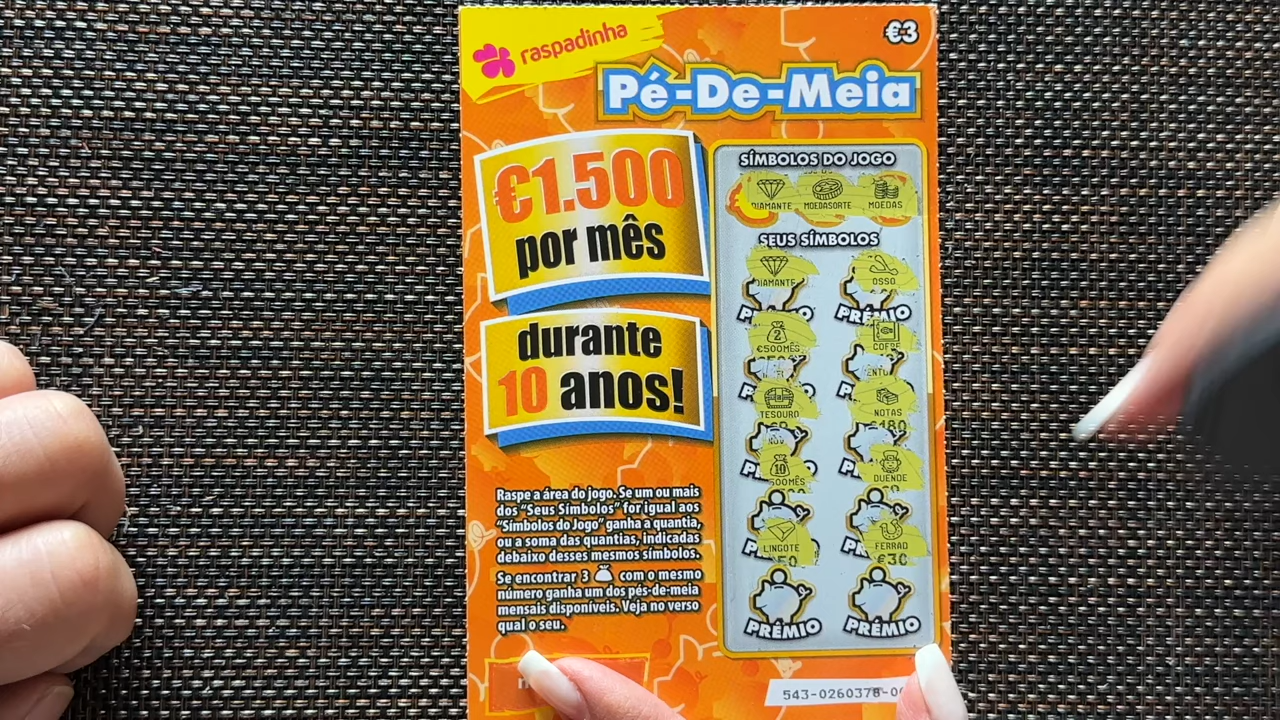 raspadinha
€3
Pé-De-Meia
€1.500
por mês
durante
10 anos!
SÍMBOLOS DO JOGO
DIAMANTE MOEDASORTE MOEDAS
SEUS SÍMBOLOS
DIAMANTE OSSO
PRÉMIO
2
€500MÊS COFRE
TESOURO NOTAS
10
500MÊS DUENDE
LINGOTE FERRAD
€30
PRÉMIO PRÉMIO
Raspe a área do jogo. Se um ou mais
dos “Seus Símbolos” for igual aos
“Símbolos do Jogo” ganha a quantia,
ou a soma das quantias, indicadas
debaixo desses mesmos símbolos.
Se encontrar 3 com o mesmo
número ganha um dos pés-de-meia
mensais disponíveis. Veja no verso
qual o seu.
543-0260378-0